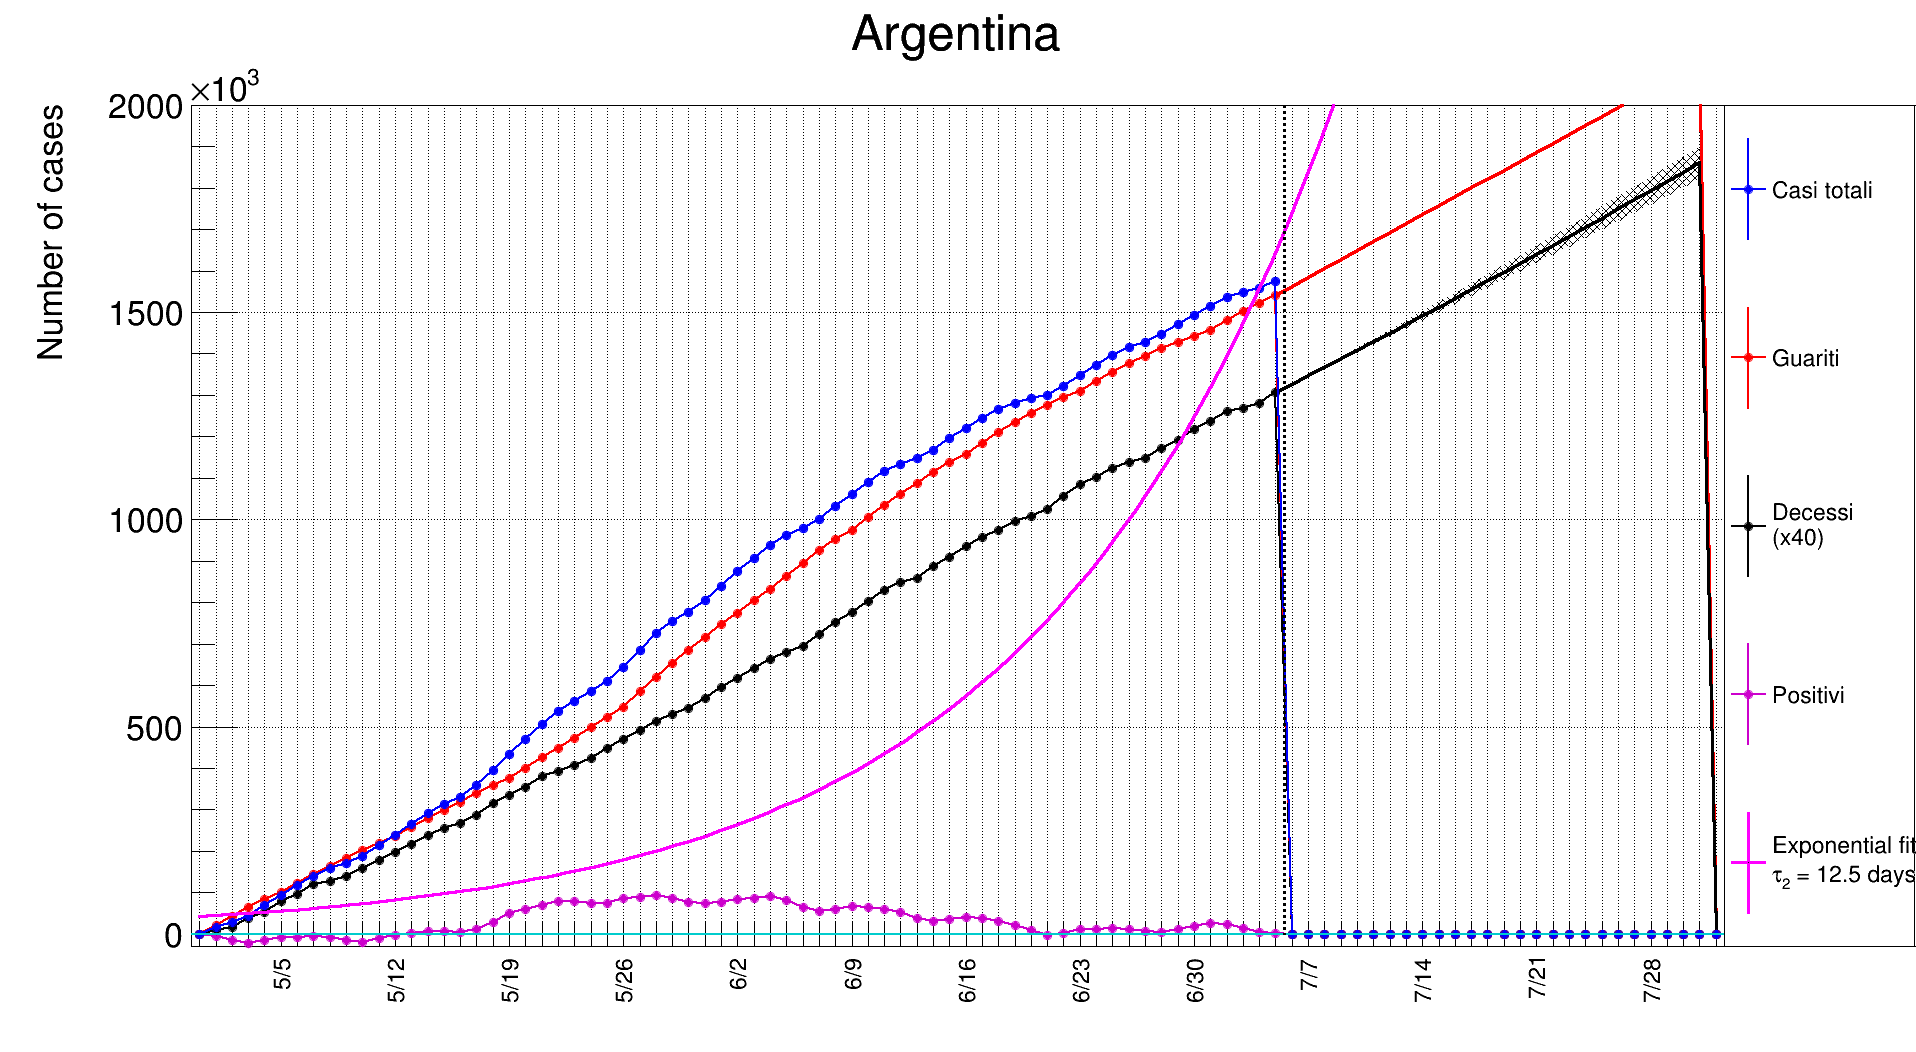 Argentina
×10³
Number of cases
2000
1500
1000
500
0
5/5
5/12
5/19
5/26
6/2
6/9
6/16
6/23
6/30
7/7
7/14
7/21
7/28
Casi totali
Guariti
Decessi
(x40)
Positivi
Exponential fit
τ₂ = 12.5 days